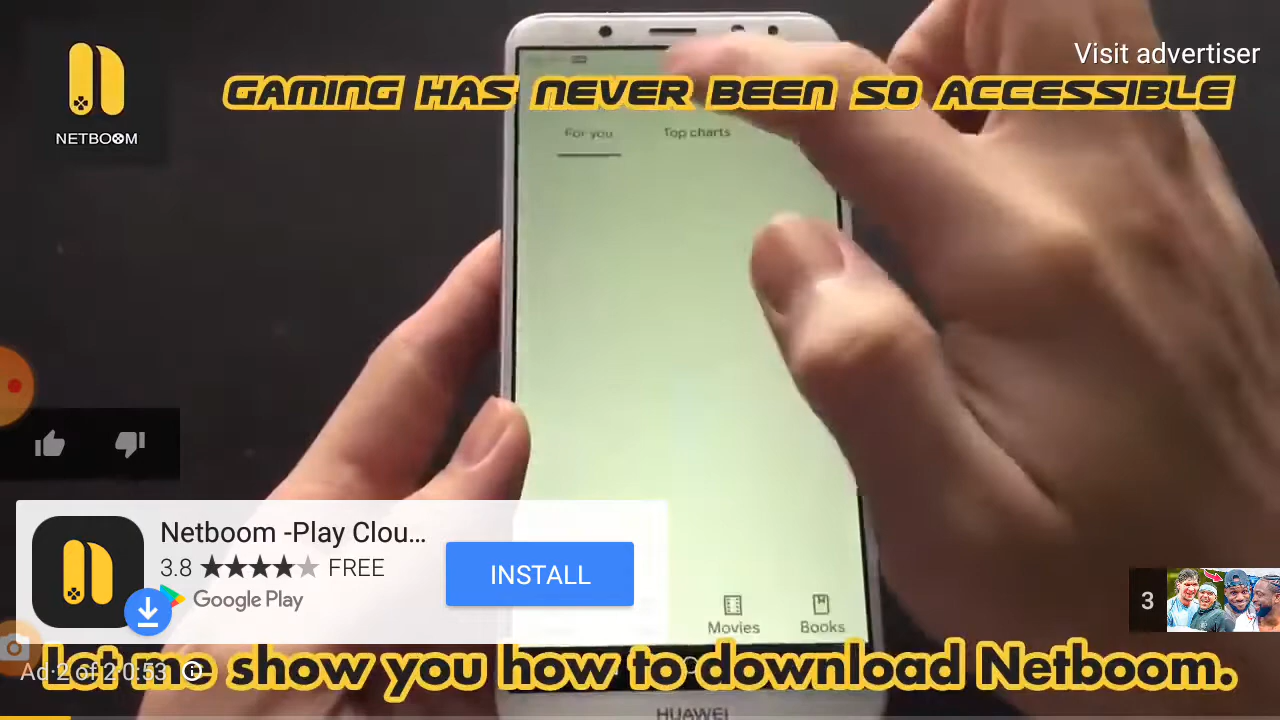 Visit advertiser
GAMING HAS NEVER BEEN SO ACCESSIBLE
NETBOOM
For you
Top charts
Netboom -Play Clou...
3.8 ★★★★★ FREE
INSTALL
Google Play
3
Movies
Books
Let me show you how to download Netboom.
Ad·2 of 2·0:53
HUAWEI